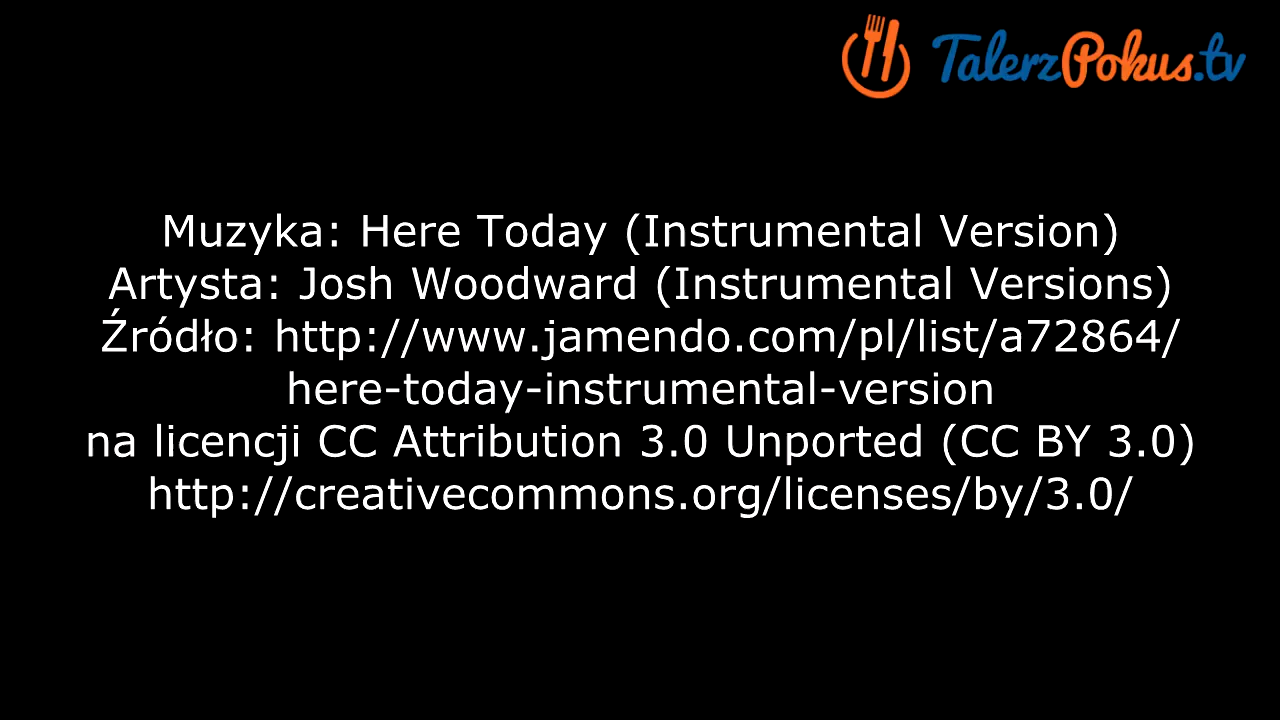 TalerzPokus.tv
Muzyka: Here Today (Instrumental Version)
Artysta: Josh Woodward (Instrumental Versions)
Źródło: http://www.jamendo.com/pl/list/a72864/
here-today-instrumental-version
na licencji CC Attribution 3.0 Unported (CC BY 3.0)
http://creativecommons.org/licenses/by/3.0/